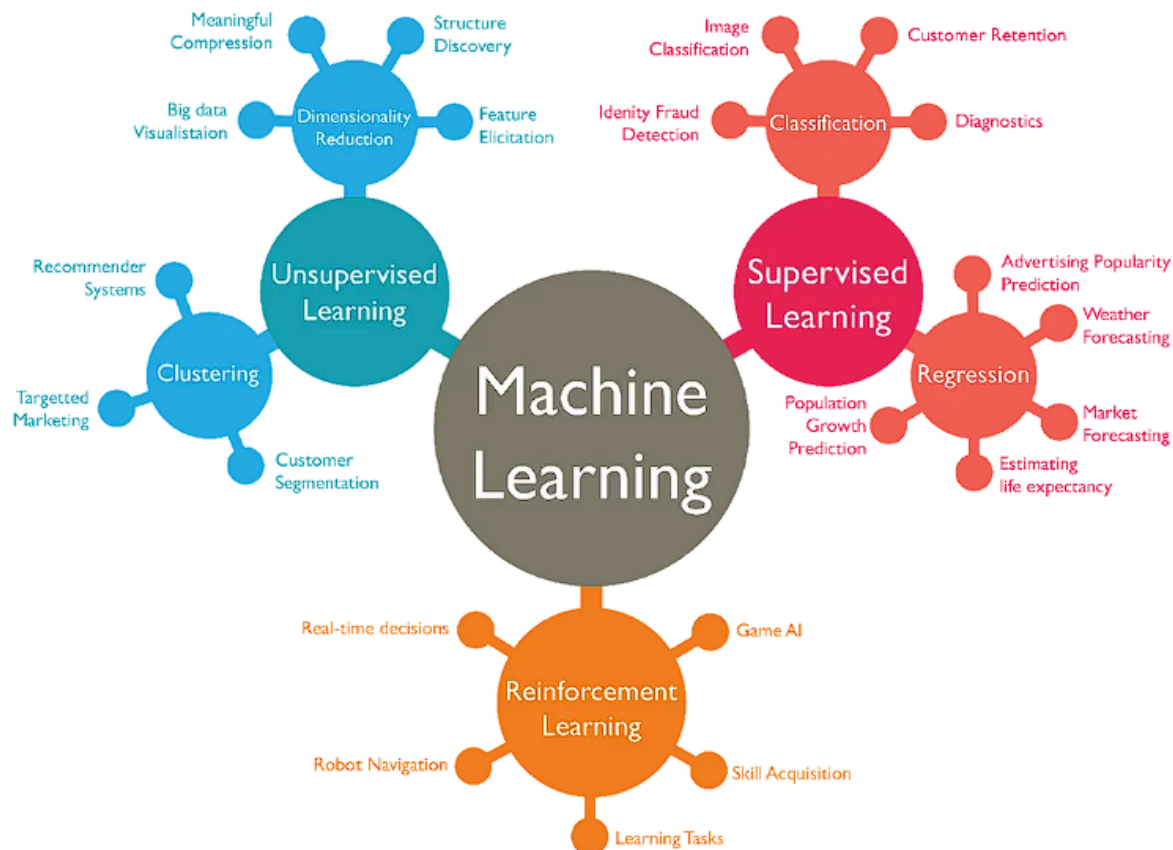 Meaningful
Compression
Structure
Discovery
Big data
Visualistaion
Dimensionality
Reduction
Feature
Elicitation
Image
Classification
Customer Retention
Idenity Fraud
Detection
Classification
Diagnostics
Unsupervised
Learning
Supervised
Learning
Recommender
Systems
Clustering
Targetted
Marketing
Customer
Segmentation
Machine
Learning
Advertising Popularity
Prediction
Weather
Forecasting
Regression
Population
Growth
Prediction
Market
Forecasting
Estimating
life expectancy
Real-time decisions
Game AI
Reinforcement
Learning
Robot Navigation
Skill Acquisition
Learning Tasks